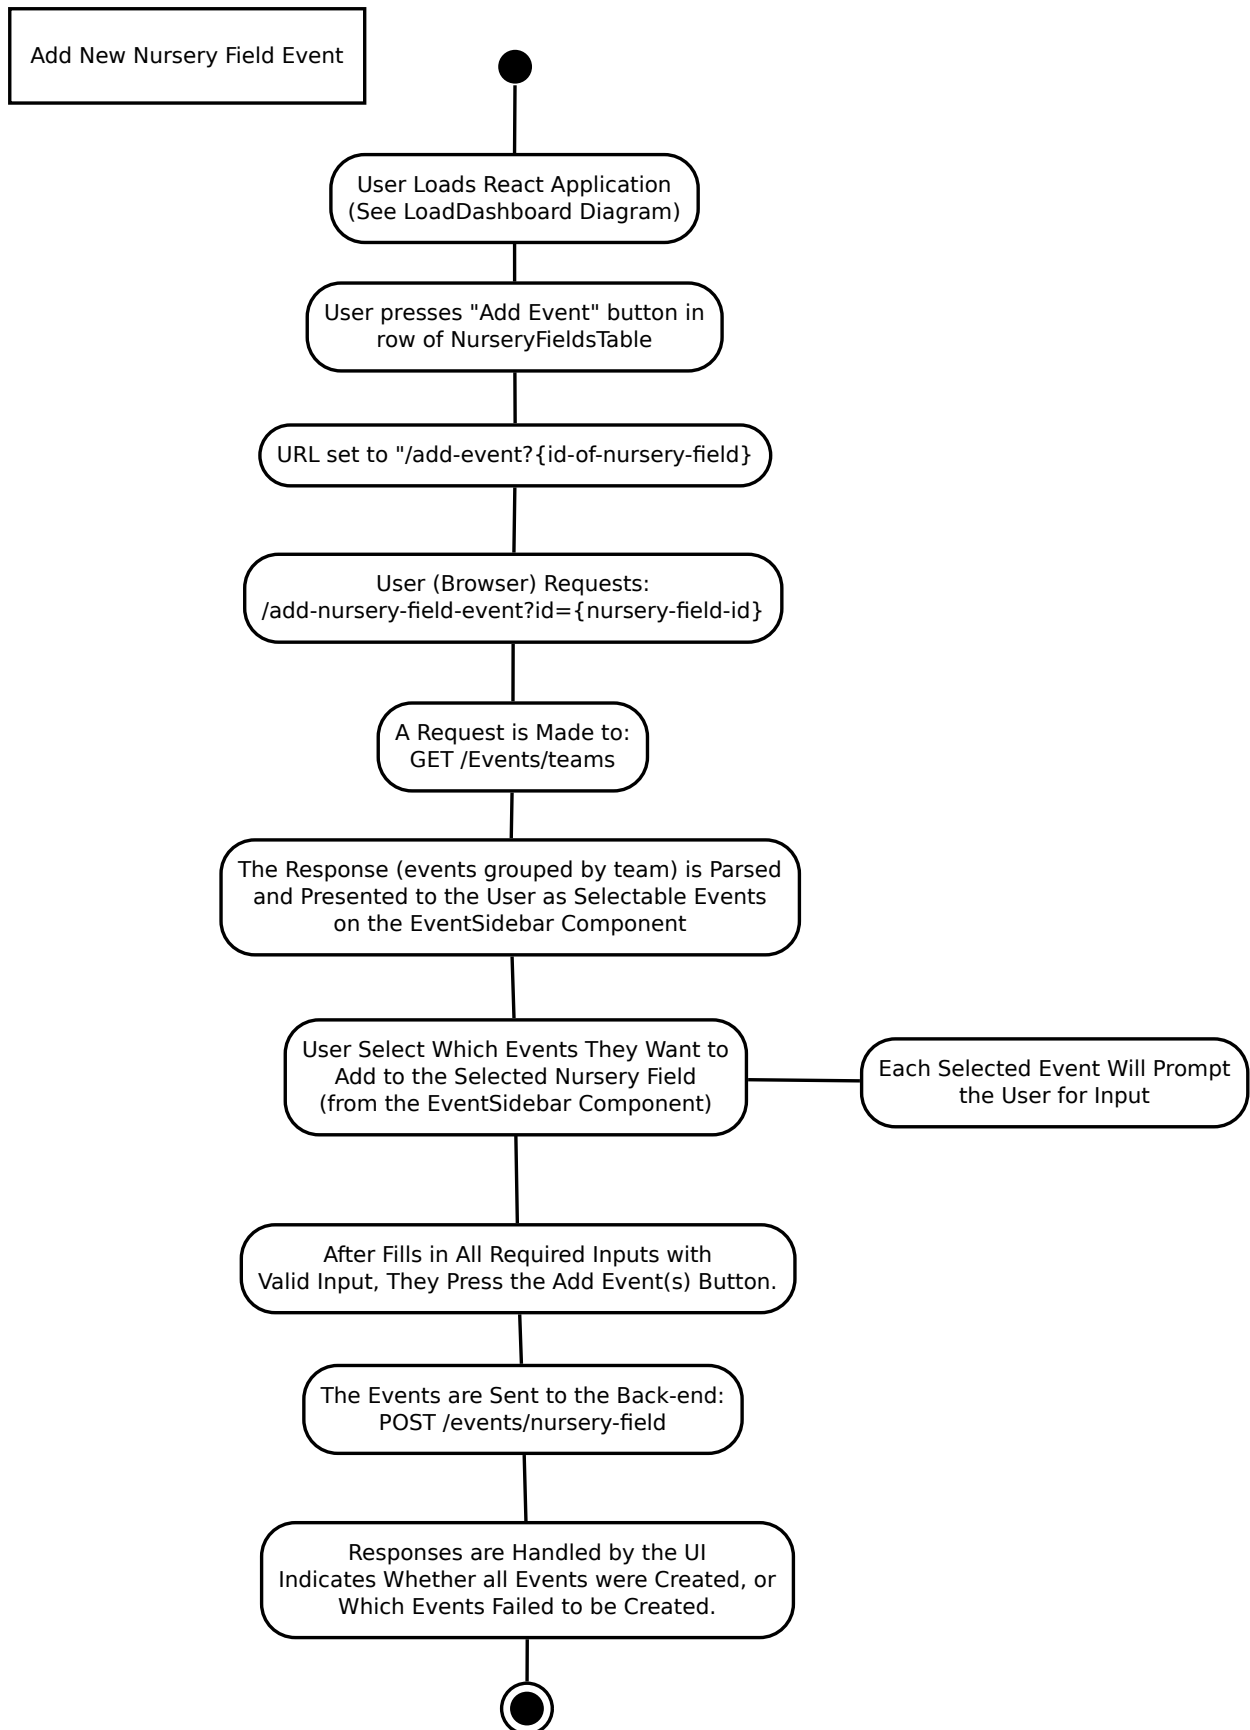 Add New Nursery Field Event
User Loads React Application
(See LoadDashboard Diagram)
User presses "Add Event" button in
row of NurseryFieldsTable
URL set to "/add-event?{id-of-nursery-field}
User (Browser) Requests:
/add-nursery-field-event?id={nursery-field-id}
A Request is Made to:
GET /Events/teams
The Response (events grouped by team) is Parsed
and Presented to the User as Selectable Events
on the EventSidebar Component
User Select Which Events They Want to
Add to the Selected Nursery Field
(from the EventSidebar Component)
Each Selected Event Will Prompt
the User for Input
After Fills in All Required Inputs with
Valid Input, They Press the Add Event(s) Button.
The Events are Sent to the Back-end:
POST /events/nursery-field
Responses are Handled by the UI
Indicates Whether all Events were Created, or
Which Events Failed to be Created.